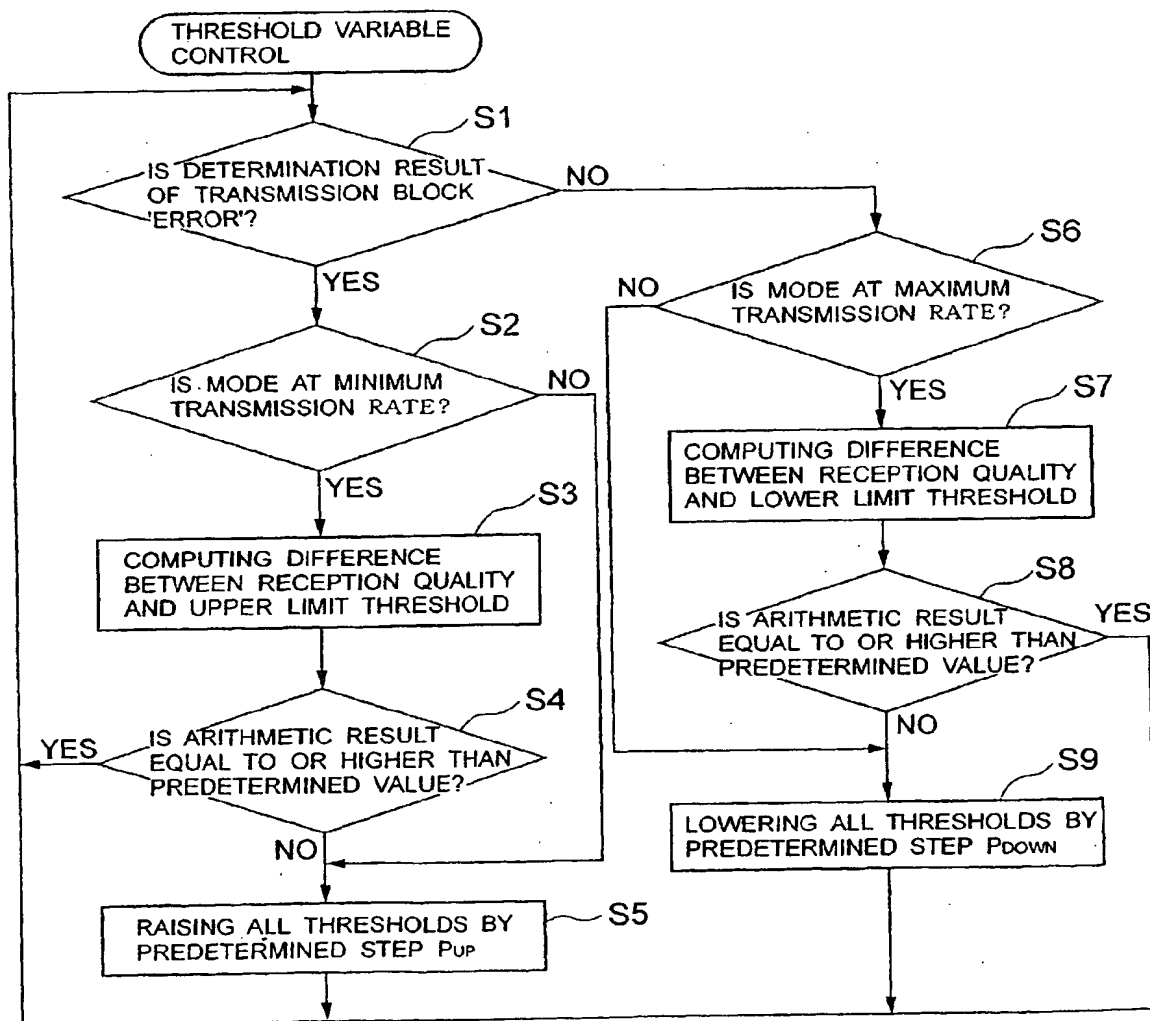 THRESHOLD VARIABLE
CONTROL
S1
IS DETERMINATION RESULT
OF TRANSMISSION BLOCK
'ERROR'?
NO
YES
S6
IS MODE AT MAXIMUM
TRANSMISSION RATE?
NO
YES
S2
IS MODE AT MINIMUM
TRANSMISSION RATE?
NO
YES
S7
COMPUTING DIFFERENCE
BETWEEN RECEPTION QUALITY
AND LOWER LIMIT THRESHOLD
S3
COMPUTING DIFFERENCE
BETWEEN RECEPTION QUALITY
AND UPPER LIMIT THRESHOLD
S8
IS ARITHMETIC RESULT
EQUAL TO OR HIGHER THAN
PREDETERMINED VALUE?
YES
NO
S4
IS ARITHMETIC RESULT
EQUAL TO OR HIGHER THAN
PREDETERMINED VALUE?
YES
NO
S9
LOWERING ALL THRESHOLDS BY
PREDETERMINED STEP PDOWN
S5
RAISING ALL THRESHOLDS BY
PREDETERMINED STEP PUP